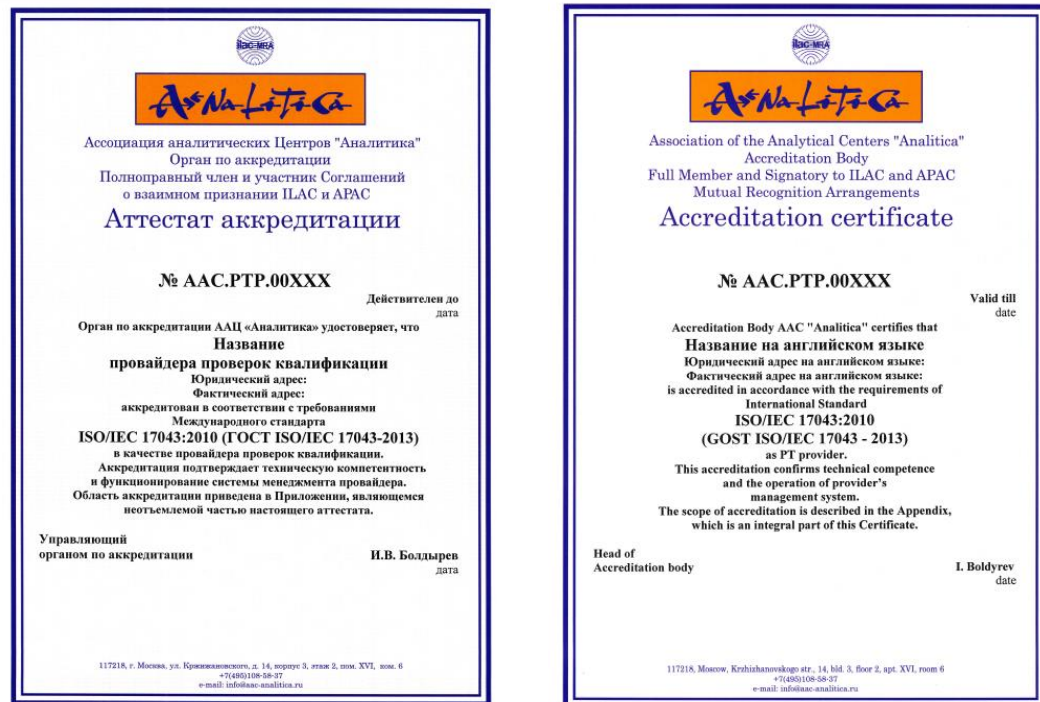 ilac-MRA
AsNaLiTiCa
Ассоциация аналитических Центров "Аналитика"
Орган по аккредитации
Полноправный член и участник Соглашений
о взаимном признании ILAC и APAC
Аттестат аккредитации
№ ААС.РТР.00XXX
Действителен до
дата
Орган по аккредитации ААЦ «Аналитика» удостоверяет, что
Название
провайдера проверок квалификации
Юридический адрес:
Фактический адрес:
аккредитован в соответствии с требованиями
Международного стандарта
ISO/IEC 17043:2010 (ГОСТ ISO/IEC 17043-2013)
в качестве провайдера проверок квалификации.
Аккредитация подтверждает техническую компетентность
и функционирование системы менеджмента провайдера.
Область аккредитации приведена в Приложении, являющемся
неотъемлемой частью настоящего аттестата.
Управляющий
органом по аккредитации
И.В. Болдырев
дата
117218, г. Москва, ул. Кржижановского, д. 14, корпус 3, этаж 2, пом. XVI, ком. 6
+7(495)108-58-37
e-mail: info@aac-analitica.ru
ilac-MRA
AsNaLiTiCa
Association of the Analytical Centers "Analitica"
Accreditation Body
Full Member and Signatory to ILAC and APAC
Mutual Recognition Arrangements
Accreditation certificate
№ AAC.PTP.00XXX
Valid till
date
Accreditation Body AAC "Analitica" certifies that
Название на английском языке
Юридический адрес на английском языке:
Фактический адрес на английском языке:
is accredited in accordance with the requirements of
International Standard
ISO/IEC 17043:2010
(GOST ISO/IEC 17043 - 2013)
as PT provider.
This accreditation confirms technical competence
and the operation of provider's
management system.
The scope of accreditation is described in the Appendix,
which is an integral part of this Certificate.
Head of
Accreditation body
I. Boldyrev
date
117218, Moscow, Krzhizhanovskogo str., 14, bld. 3, floor 2, apt. XVI, room 6
+7(495)108-58-37
e-mail: info@aac-analitica.ru